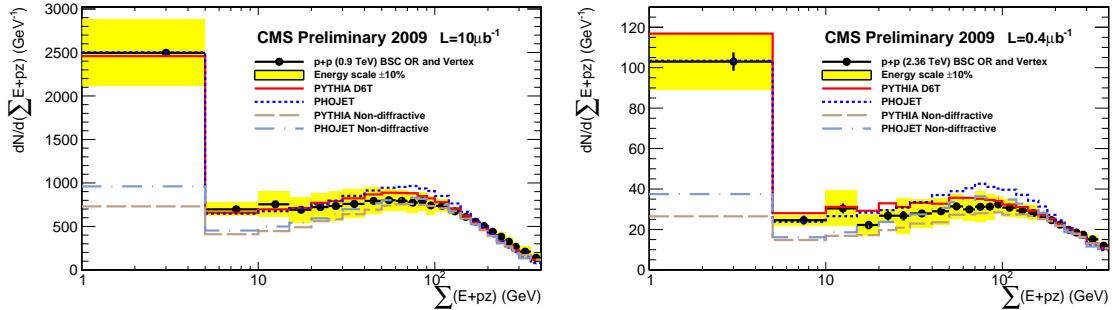 dN/d(∑E+pz) (GeV⁻¹)
3000
2500
2000
1500
1000
500
0
CMS Preliminary 2009 L=10μb⁻¹
p+p (0.9 TeV) BSC OR and Vertex
Energy scale ±10%
PYTHIA D6T
PHOJET
PYTHIA Non-diffractive
PHOJET Non-diffractive
1 10 10²
∑(E+pz) (GeV)
dN/d(∑E+pz) (GeV⁻¹)
120
100
80
60
40
20
0
CMS Preliminary 2009 L=0.4μb⁻¹
p+p (2.36 TeV) BSC OR and Vertex
Energy scale ±10%
PYTHIA D6T
PHOJET
PYTHIA Non-diffractive
PHOJET Non-diffractive
1 10 10²
∑(E+pz) (GeV)